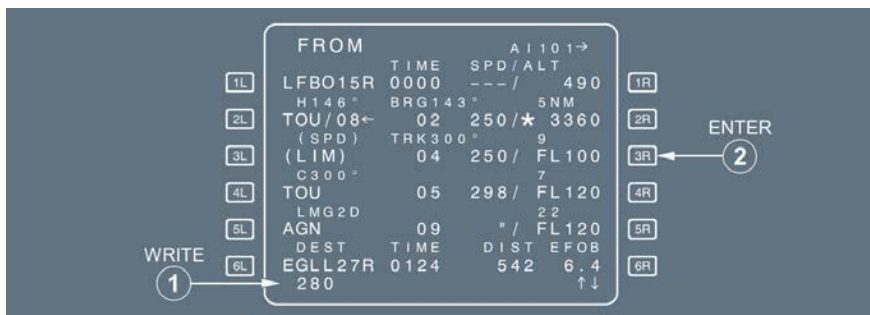 FROM AI101→
TIME SPD/ALT
1L LFBO15R 0000 ---/ 490 1R
H146° BRG143° 5NM
2L TOU/08← 02 250/* 3360 2R
ENTER
(SPD) TRK300° 9
3L (LIM) 04 250/ FL100 3R 2
C300° 7
4L TOU 05 298/ FL120 4R
LMG2D 22
5L AGN 09 "/ FL120 5R
WRITE
DEST TIME DIST EFOB
6L EGLL27R 0124 542 6.4 6R
1 280 ↑↓